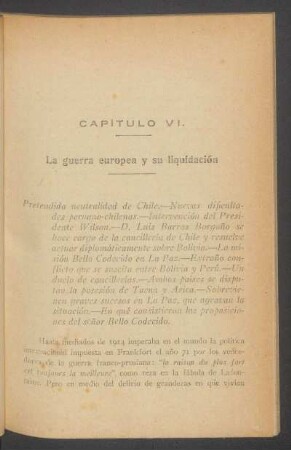 CAPÍTULO VI.
La guerra europea y su liquidación
Pretendida neutralidad de Chile.—Nuevas dificulta-
des peruano-chilenas.—Intervención del Presi-
dente Wilson.—D. Luis Barros Borgoño se
hace cargo de la cancillería de Chile y resuelve
actuar diplomáticamente sobre Bolivia.—La mi-
sión Bello Codecido en La Paz.—Extraño con-
flicto que se suscita entre Bolivia y Perú.—Un
duelo de cancillerías.—Ambos países se dispu-
tan la posesión de Tacna y Arica.—Sobrevie-
nen graves sucesos en La Paz, que agravan la
situación.—En qué consistieron las proposicio-
nes del señor Bello Codecido.
Hasta mediados de 1914 imperaba en el mundo la política
internacional impuesta en Frankfort el año 71 por los vence-
dores de la guerra franco-prusiana: "la raison du plus fort
est toujours la meilleure", como reza en la fábula de Lafon-
taine. Pero en medio del delirio de grandezas en que vivían